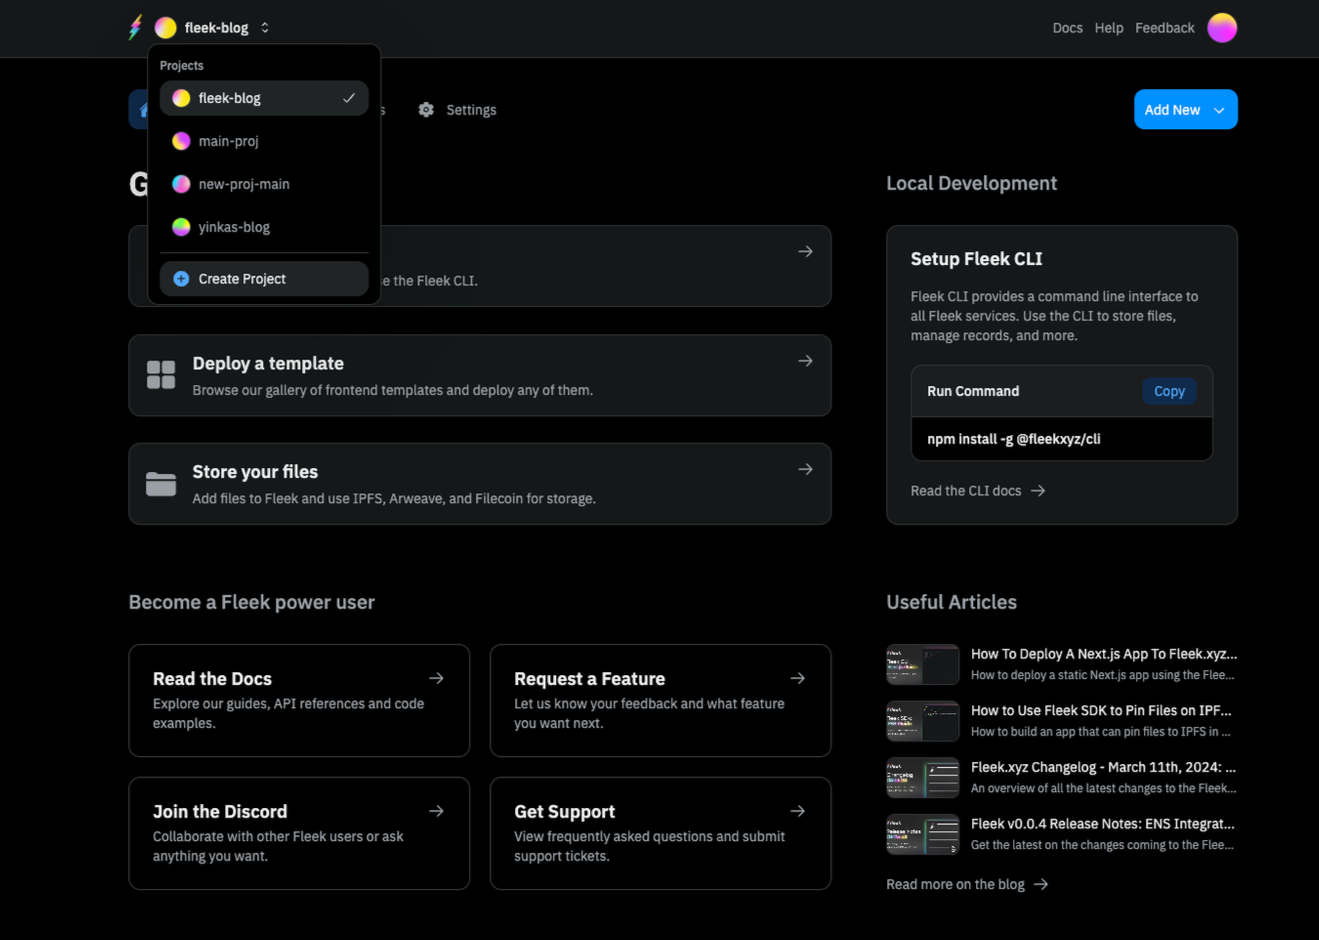 fleek-blog
Docs
Help
Feedback
Projects
fleek-blog
main-proj
new-proj-main
yinkas-blog
Create Project
s
Settings
Add New
G
e the Fleek CLI.
Deploy a template
Browse our gallery of frontend templates and deploy any of them.
Store your files
Add files to Fleek and use IPFS, Arweave, and Filecoin for storage.
Local Development
Setup Fleek CLI
Fleek CLI provides a command line interface to
all Fleek services. Use the CLI to store files,
manage records, and more.
Run Command
Copy
npm install -g @fleekxyz/cli
Read the CLI docs
Become a Fleek power user
Read the Docs
Explore our guides, API references and code
examples.
Request a Feature
Let us know your feedback and what feature
you want next.
Join the Discord
Collaborate with other Fleek users or ask
anything you want.
Get Support
View frequently asked questions and submit
support tickets.
Useful Articles
How To Deploy A Next.js App To Fleek.xyz...
How to deploy a static Next.js app using the Flee...
How to Use Fleek SDK to Pin Files on IPF...
How to build an app that can pin files to IPFS in ...
Fleek.xyz Changelog - March 11th, 2024: ...
An overview of all the latest changes to the Fleek...
Fleek v0.0.4 Release Notes: ENS Integrat...
Get the latest on the changes coming to the Flee...
Read more on the blog